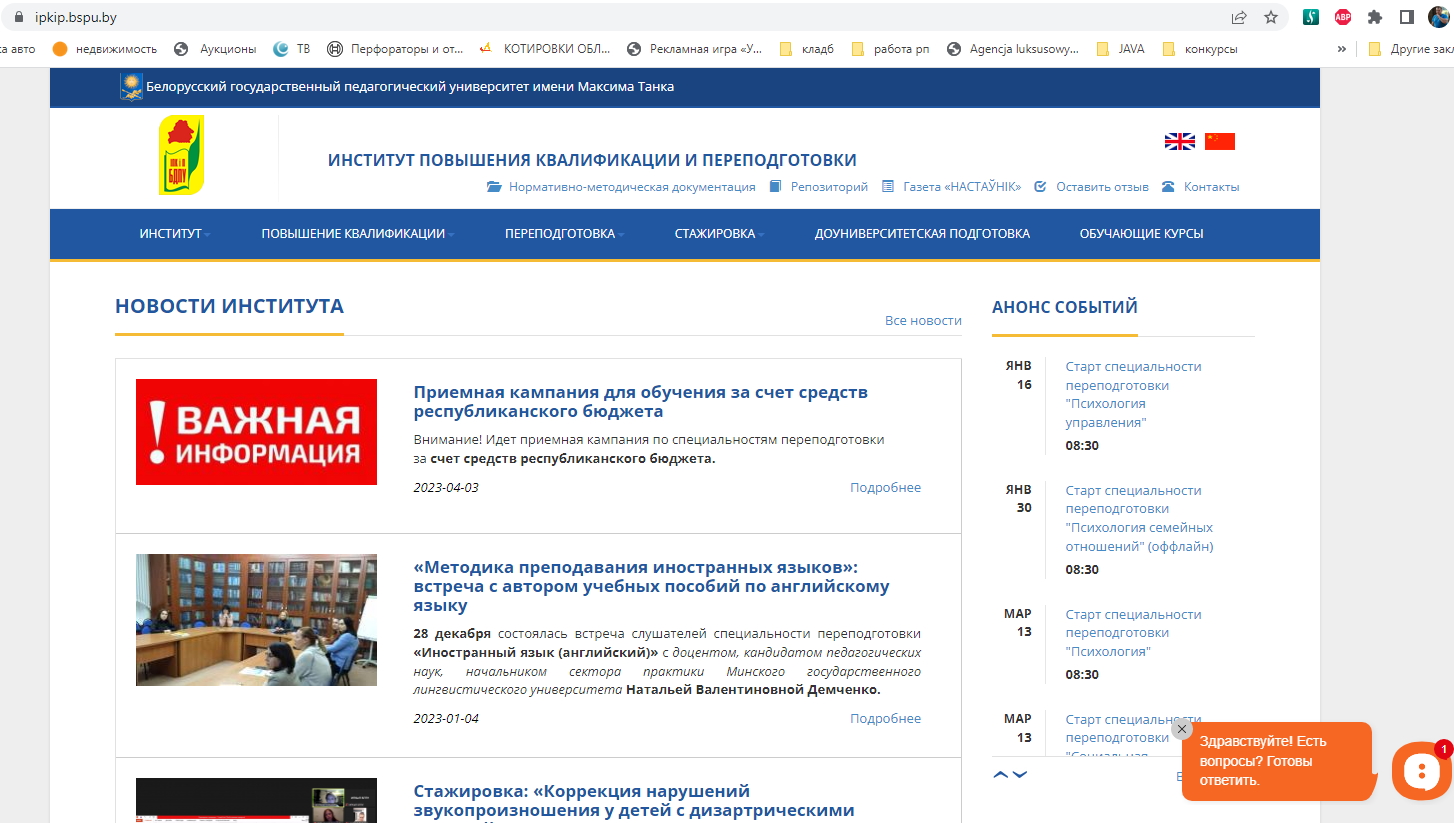 ipkip.bspu.by
ABP
ка авто
недвижимость
Аукционы
ТВ
Перфораторы и от...
КОТИРОВКИ ОБЛ...
Рекламная игра «У...
кладб
работа рп
Agencja luksusowy...
JAVA
конкурсы
»
Другие закл
Белорусский государственный педагогический университет имени Максима Танка
БДПУ
ИНСТИТУТ ПОВЫШЕНИЯ КВАЛИФИКАЦИИ И ПЕРЕПОДГОТОВКИ
Нормативно-методическая документация
Репозиторий
Газета «НАСТАЎНІК»
Оставить отзыв
Контакты
ИНСТИТУТ
ПОВЫШЕНИЕ КВАЛИФИКАЦИИ
ПЕРЕПОДГОТОВКА
СТАЖИРОВКА
ДОУНИВЕРСИТЕТСКАЯ ПОДГОТОВКА
ОБУЧАЮЩИЕ КУРСЫ
НОВОСТИ ИНСТИТУТА
Все новости
! ВАЖНАЯ
ИНФОРМАЦИЯ
Приемная кампания для обучения за счет средств
республиканского бюджета
Внимание! Идет приемная кампания по специальностям переподготовки
за счет средств республиканского бюджета.
2023-04-03
Подробнее
«Методика преподавания иностранных языков»:
встреча с автором учебных пособий по английскому
языку
28 декабря состоялась встреча слушателей специальности переподготовки
«Иностранный язык (английский)» с доцентом, кандидатом педагогических
наук, начальником сектора практики Минского государственного
лингвистического университета Натальей Валентиновной Демченко.
2023-01-04
Подробнее
Стажировка: «Коррекция нарушений
звукопроизношения у детей с дизартрическими
АНОНС СОБЫТИЙ
ЯНВ
16
Старт специальности
переподготовки
"Психология
управления"
08:30
ЯНВ
30
Старт специальности
переподготовки
"Психология семейных
отношений" (оффлайн)
08:30
МАР
13
Старт специальности
переподготовки
"Психология"
08:30
МАР
13
Старт специальности
переподготовки
"Социальная
Здравствуйте! Есть
вопросы? Готовы
ответить.
1